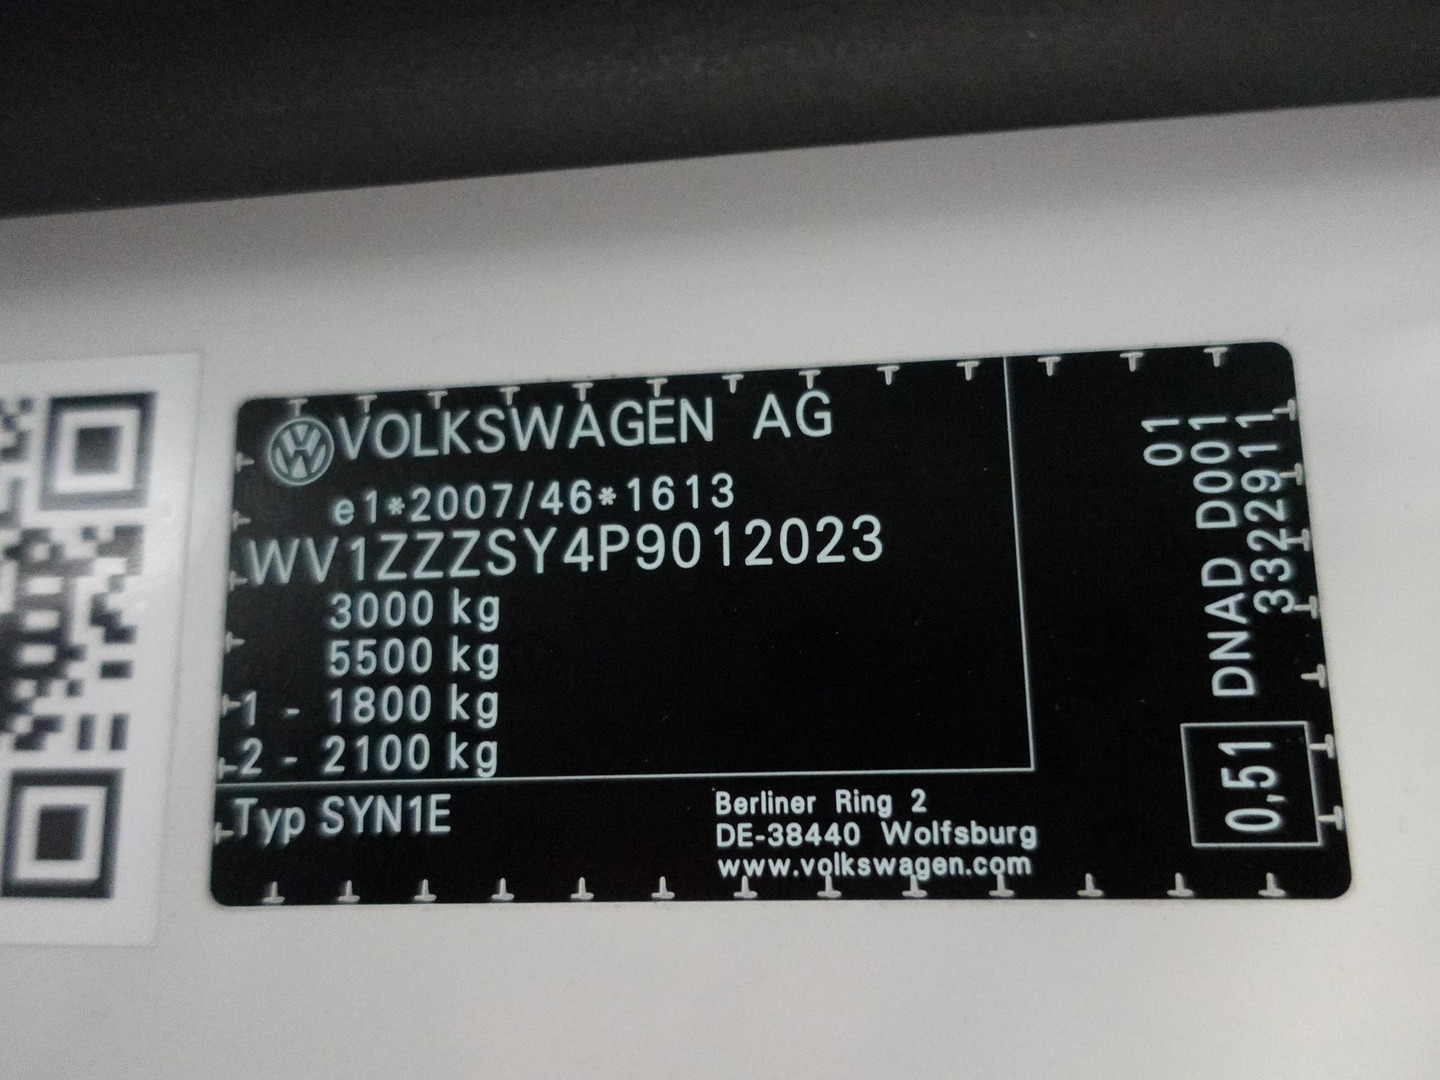 VOLKSWAGEN AG
e1*2007/46*1613
WV1ZZZSY4P9012023
3000 kg
5500 kg
1 - 1800 kg
2 - 2100 kg
Typ SYN1E
Berliner Ring 2
DE-38440 Wolfsburg
www.volkswagen.com
01
DNAD D001
3322911
0,51